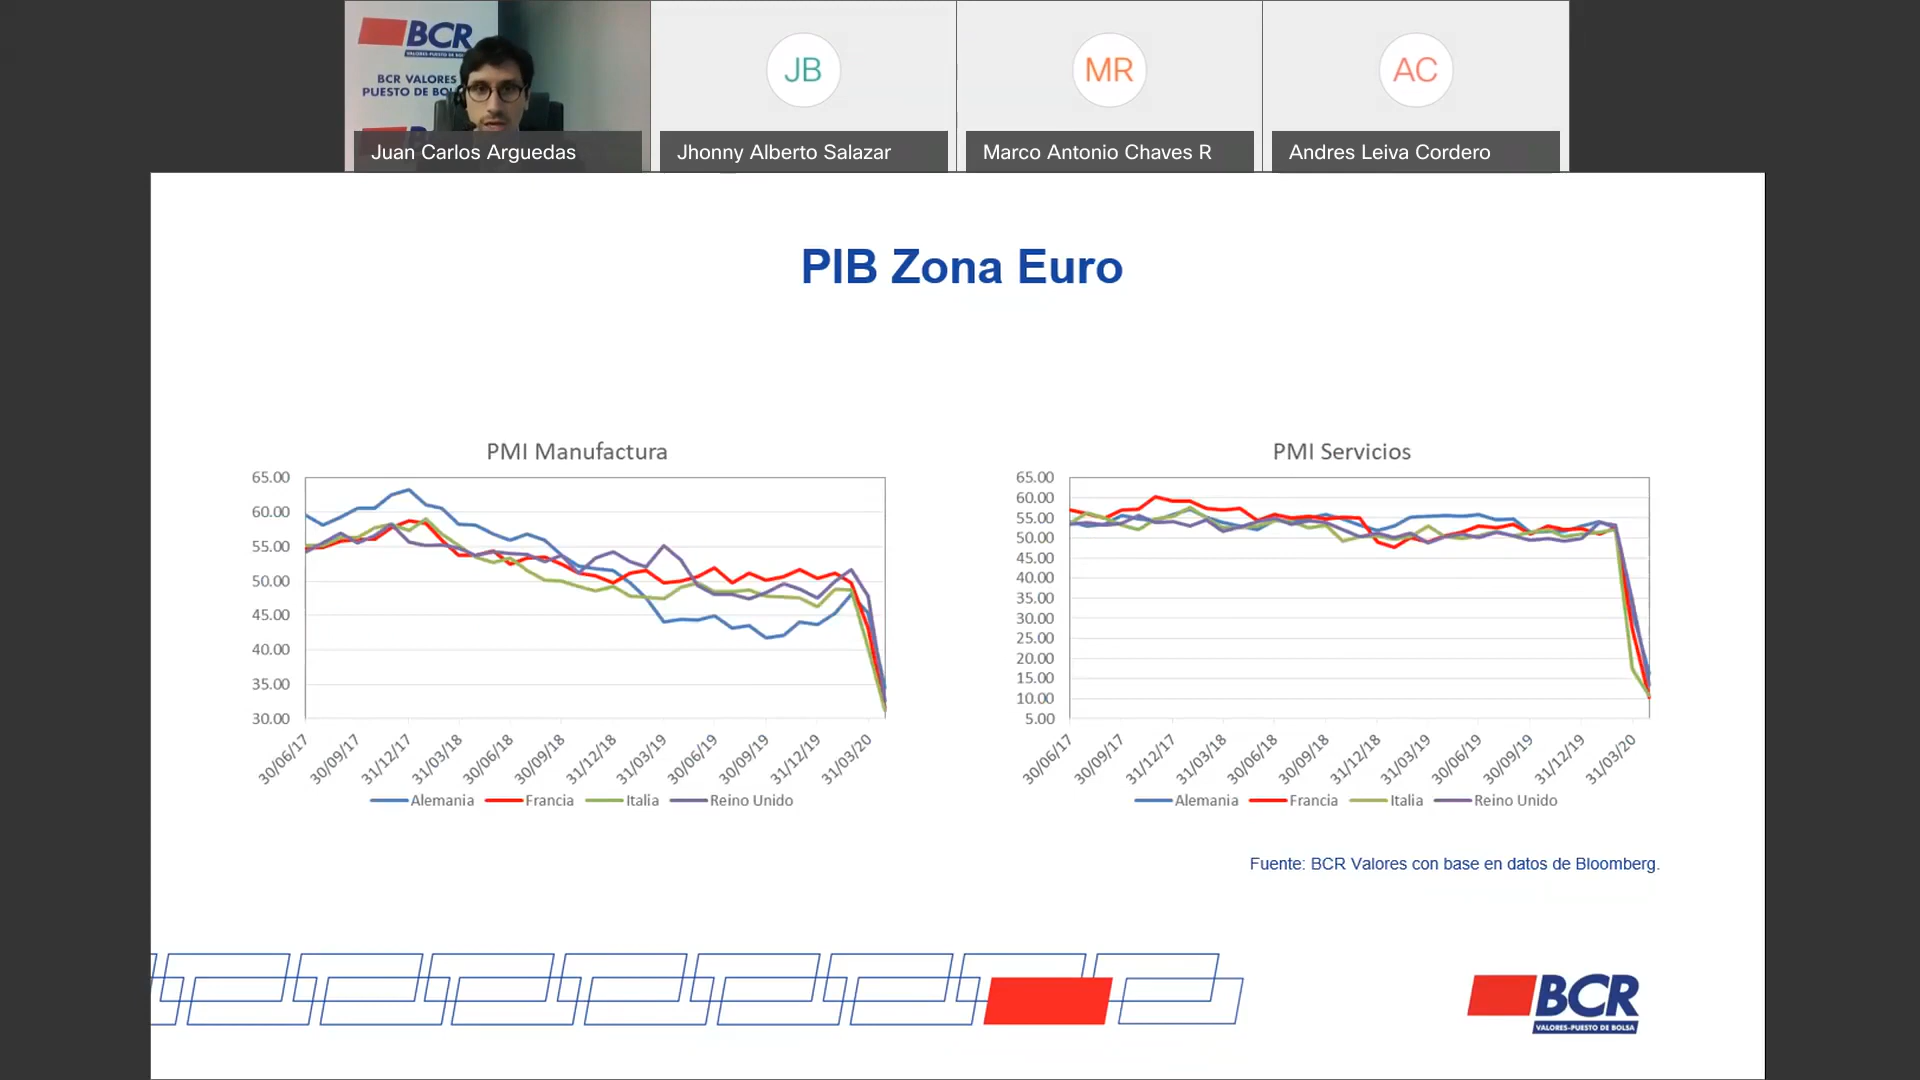 BCR
VALORES-PUESTO DE BOLSA
BCR VALORES
PUESTO DE BOL
JB
MR
AC
Juan Carlos Arguedas
Jhonny Alberto Salazar
Marco Antonio Chaves R
Andres Leiva Cordero
PIB Zona Euro
PMI Manufactura
65.00
60.00
55.00
50.00
45.00
40.00
35.00
30.00
30/06/17
30/09/17
31/12/17
31/03/18
30/06/18
30/09/18
31/12/18
31/03/19
30/06/19
30/09/19
31/12/19
31/03/20
Alemania Francia Italia Reino Unido
PMI Servicios
65.00
60.00
55.00
50.00
45.00
40.00
35.00
30.00
25.00
20.00
15.00
10.00
5.00
30/06/17
30/09/17
31/12/17
31/03/18
30/06/18
30/09/18
31/12/18
31/03/19
30/06/19
30/09/19
31/12/19
31/03/20
Alemania Francia Italia Reino Unido
Fuente: BCR Valores con base en datos de Bloomberg.
BCR
VALORES-PUESTO DE BOLSA